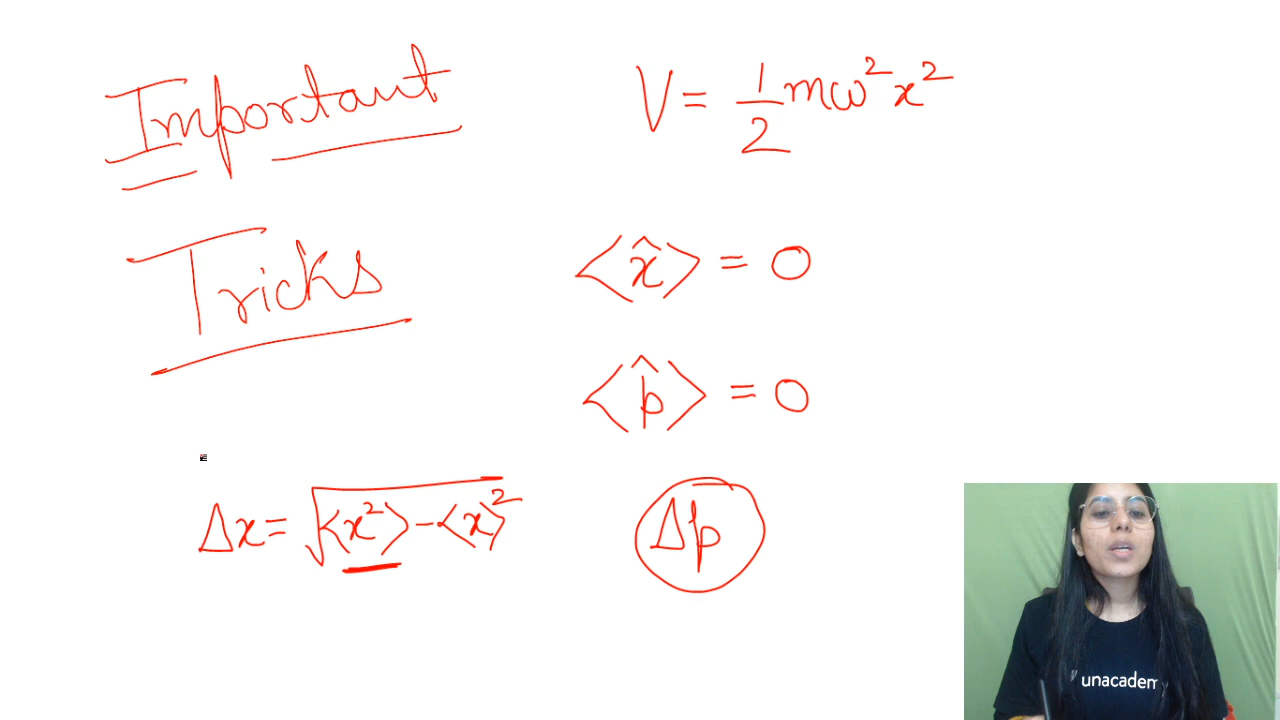 Important
Tricks
V = 1/2 mω²x²
<x̂> = 0
<p̂> = 0
Δx = √<x²> - <x>²
Δp
unacadem